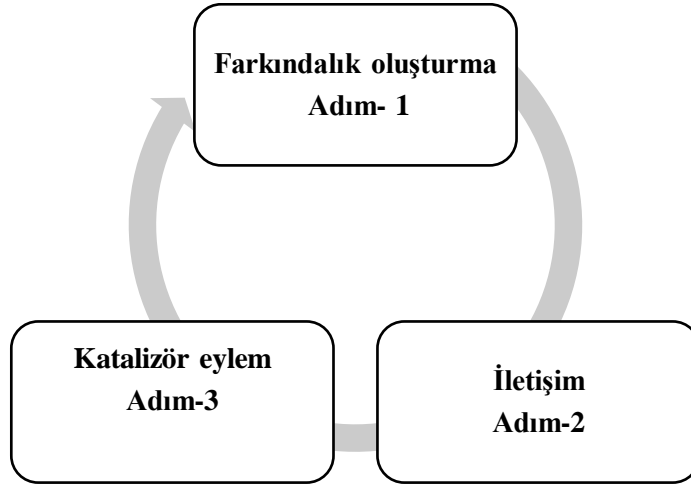 Farkındalık oluşturma
Adım- 1
Katalizör eylem
Adım-3
İletişim
Adım-2